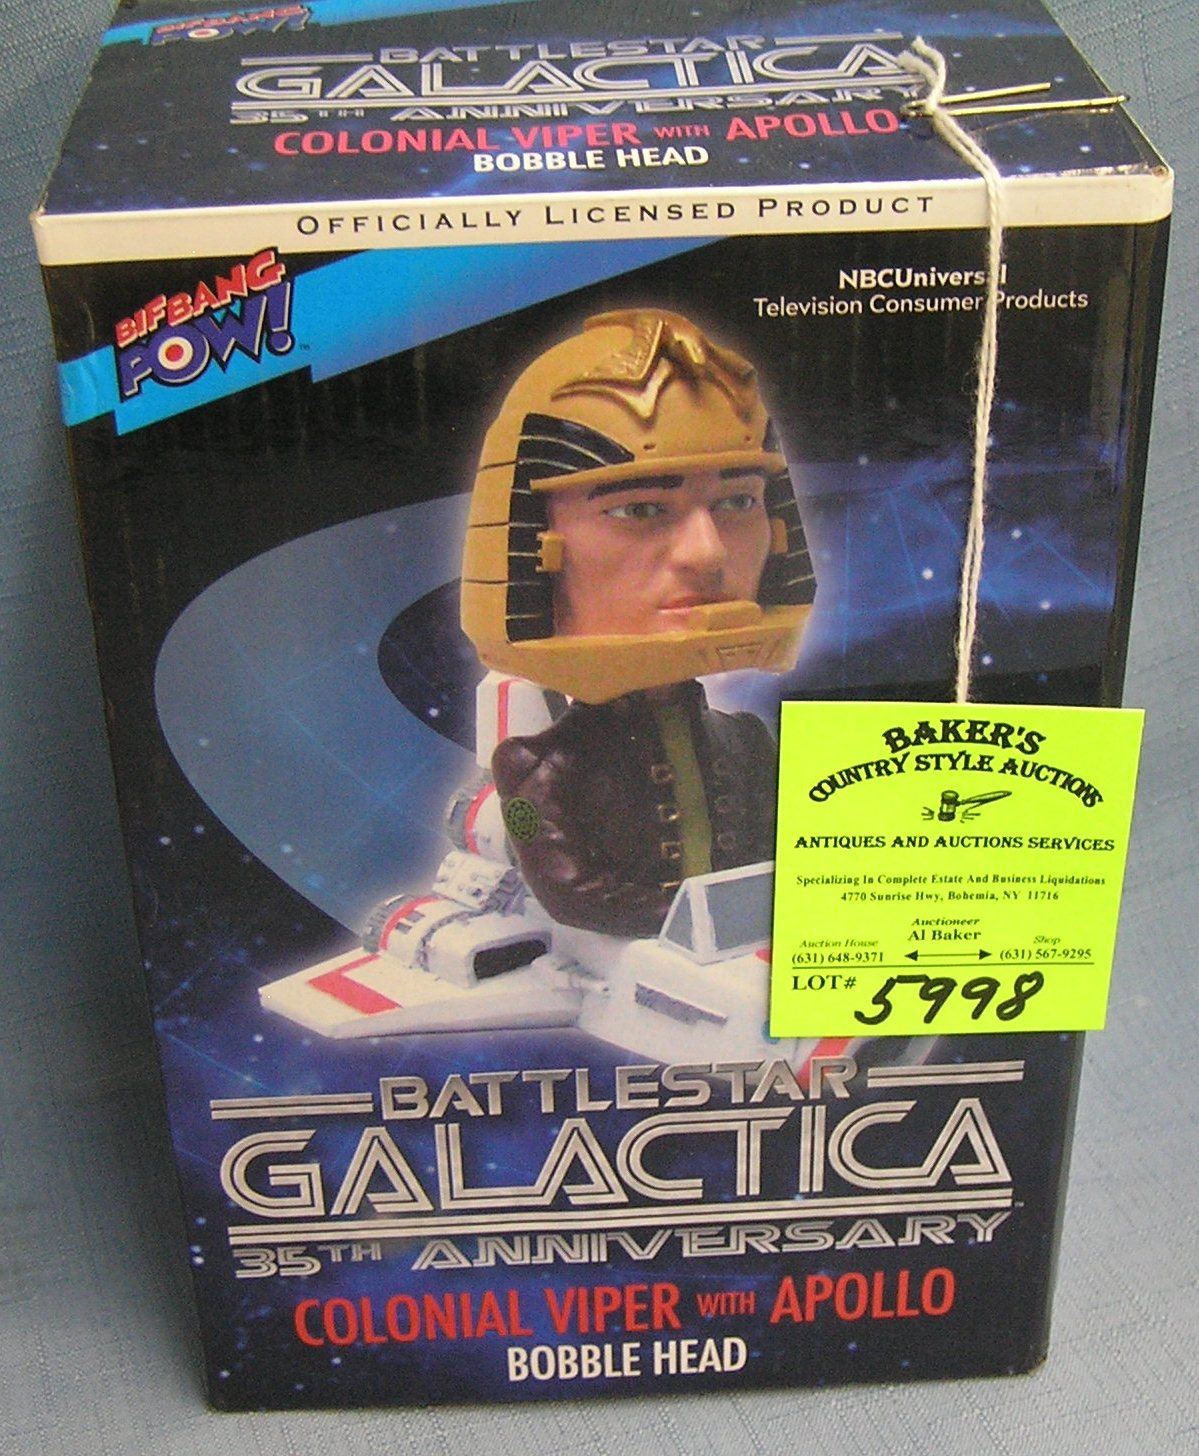 BIF BANG
POW!
BATTLESTAR
GALACTICA
35TH ANNIVERSARY
COLONIAL VIPER WITH APOLLO
BOBBLE HEAD
OFFICIALLY LICENSED PRODUCT
BIF BANG
POW!
NBCUniversal
Television Consumer Products
BAKER'S
COUNTRY STYLE AUCTIONS
ANTIQUES AND AUCTIONS SERVICES
Specializing In Complete Estate And Business Liquidations
4770 Sunrise Hwy, Bohemia, NY 11716
Auctioneer
Al Baker
Auction House
(631) 648-9371
Shop
(631) 567-9295
LOT# 5998
BATTLESTAR
GALACTICA
35TH ANNIVERSARY
COLONIAL VIPER WITH APOLLO
BOBBLE HEAD